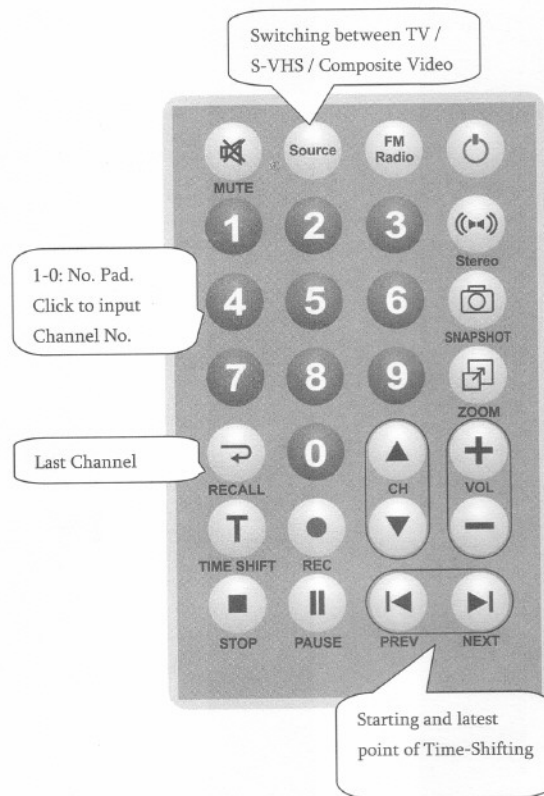 Switching between TV /
S-VHS / Composite Video
Source
FM
Radio
MUTE
1
2
3
Stereo
1-0: No. Pad.
Click to input
Channel No.
4
5
6
SNAPSHOT
7
8
9
ZOOM
Last Channel
RECALL
0
CH
VOL
T
TIME SHIFT
REC
STOP
PAUSE
PREV
NEXT
Starting and latest
point of Time-Shifting